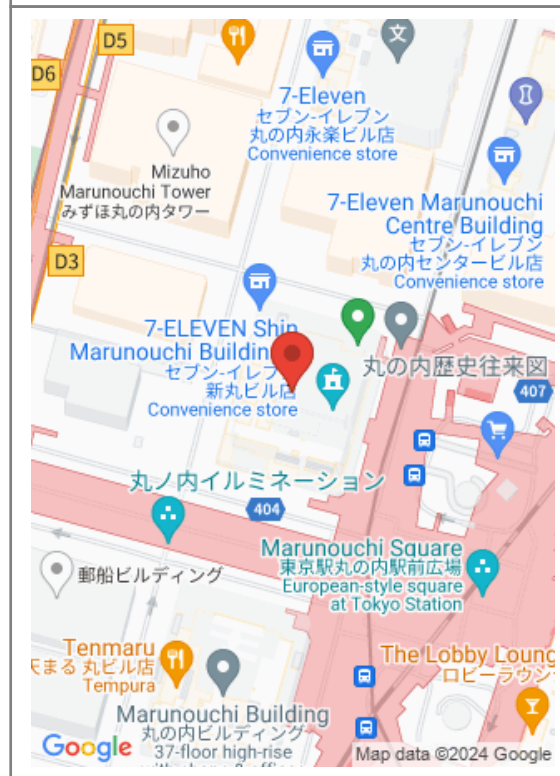 D5
D6
7-Eleven
セブン-イレブン
丸の内永楽ビル店
Convenience store
文
Mizuho
Marunouchi Tower
みずほ丸の内タワー
7-Eleven Marunouchi
Centre Building
セブン-イレブン
丸の内センタービル店
Convenience store
D3
7-ELEVEN Shin
Marunouchi Building
セブン-イレブン
新丸ビル店
Convenience store
丸の内歴史往来図
407
丸ノ内イルミネーション
404
Marunouchi Square
東京駅丸の内駅前広場
European-style square
at Tokyo Station
郵船ビルディング
Tenmaru
天まる 丸ビル店
Tempura
The Lobby Loung
ロビーラウン
Marunouchi Building
丸の内ビルディング
37-floor high-rise
Google
Map data ©2024 Google